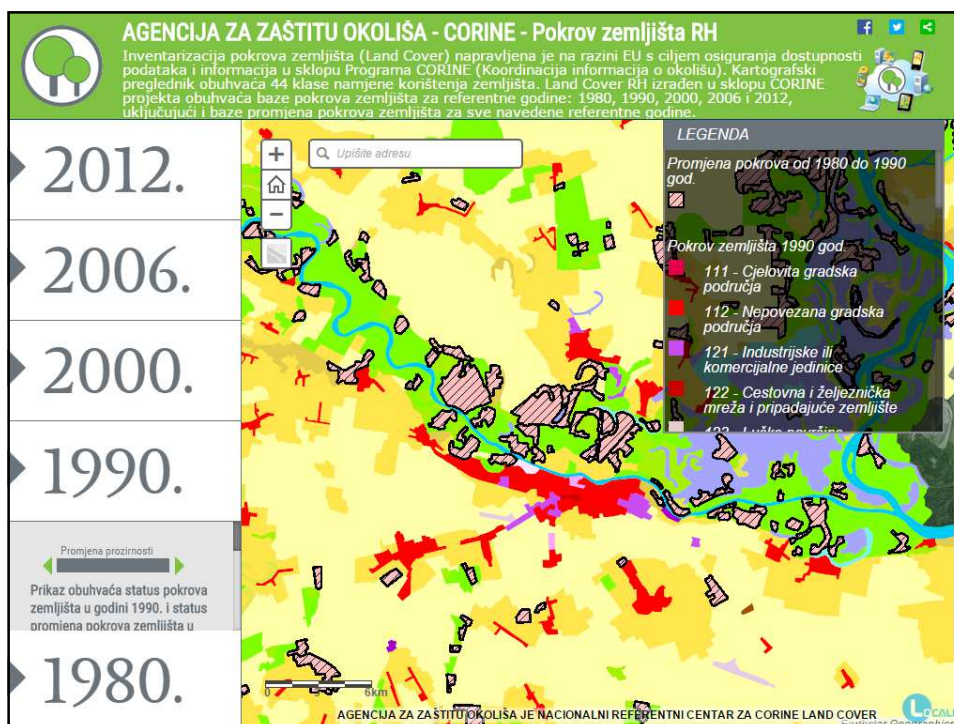 AGENCIJA ZA ZAŠTITU OKOLIŠA - CORINE - Pokrov zemljišta RH
Inventarizacija pokrova zemljišta (Land Cover) napravljena je na razini EU s ciljem osiguranja dostupnosti
podataka i informacija u sklopu Programa CORINE (Koordinacija informacija o okolišu). Kartografski
preglednik obuhvaća 44 klase namjene korištenja zemljišta. Land Cover RH izrađen u sklopu CORINE
projekta obuhvaća baze pokrova zemljišta za referentne godine: 1980, 1990, 2000, 2006 i 2012,
uključujući i baze promjena pokrova zemljišta za sve navedene referentne godine.
2012.
2006.
2000.
1990.
Promjena prozirnosti
Prikaz obuhvaća status pokrova
zemljišta u godini 1990. i status
promjena pokrova zemljišta u
1980.
Upišite adresu
LEGENDA
Promjena pokrova od 1980 do 1990
god.
Pokrov zemljišta 1990 god.
111 - Cjelovita gradska
područja
112 - Nepovezana gradska
područja
121 - Industrijske ili
komercijalne jedinice
122 - Cestovna i željeznička
mreža i pripadajuće zemljište
123 - Lučke površine
0 3 6km
AGENCIJA ZA ZAŠTITU OKOLIŠA JE NACIONALNI REFERENTNI CENTAR ZA CORINE LAND COVER